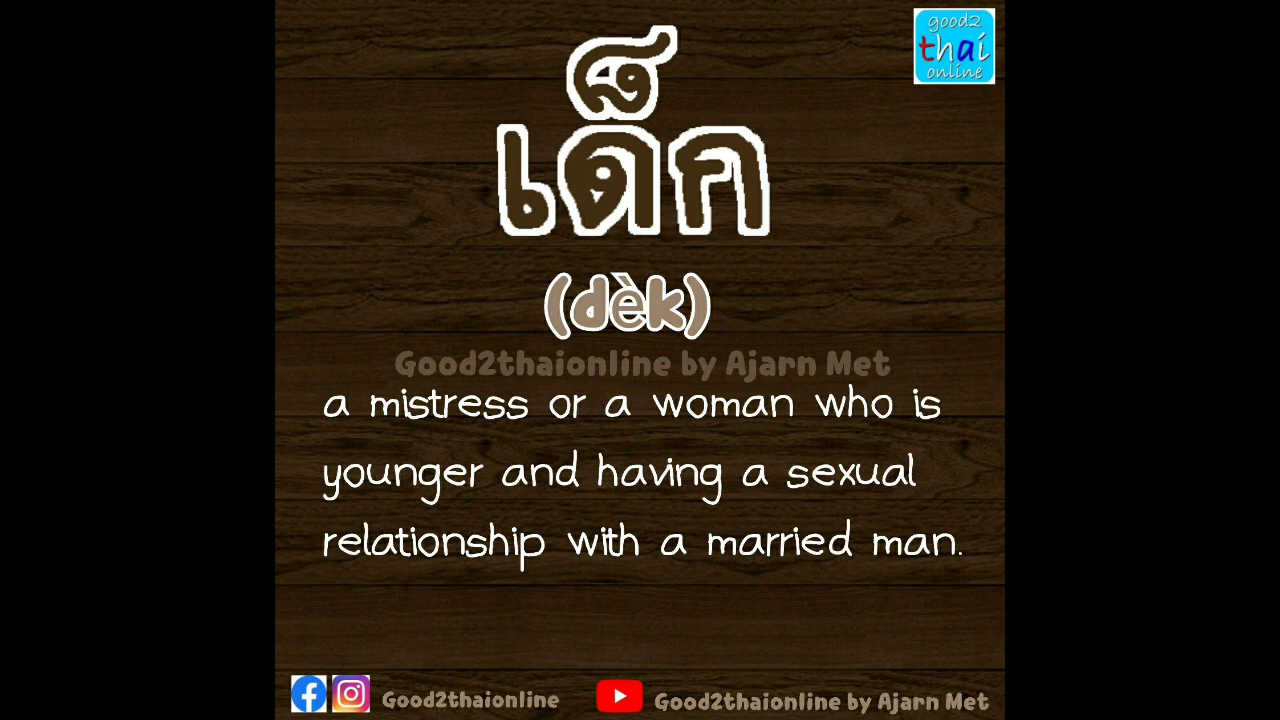 good2
thai
online
เด็ก
(dèk)
Good2thaionline by Ajarn Met
a mistress or a woman who is
younger and having a sexual
relationship with a married man.
Good2thaionline
Good2thaionline by Ajarn Met